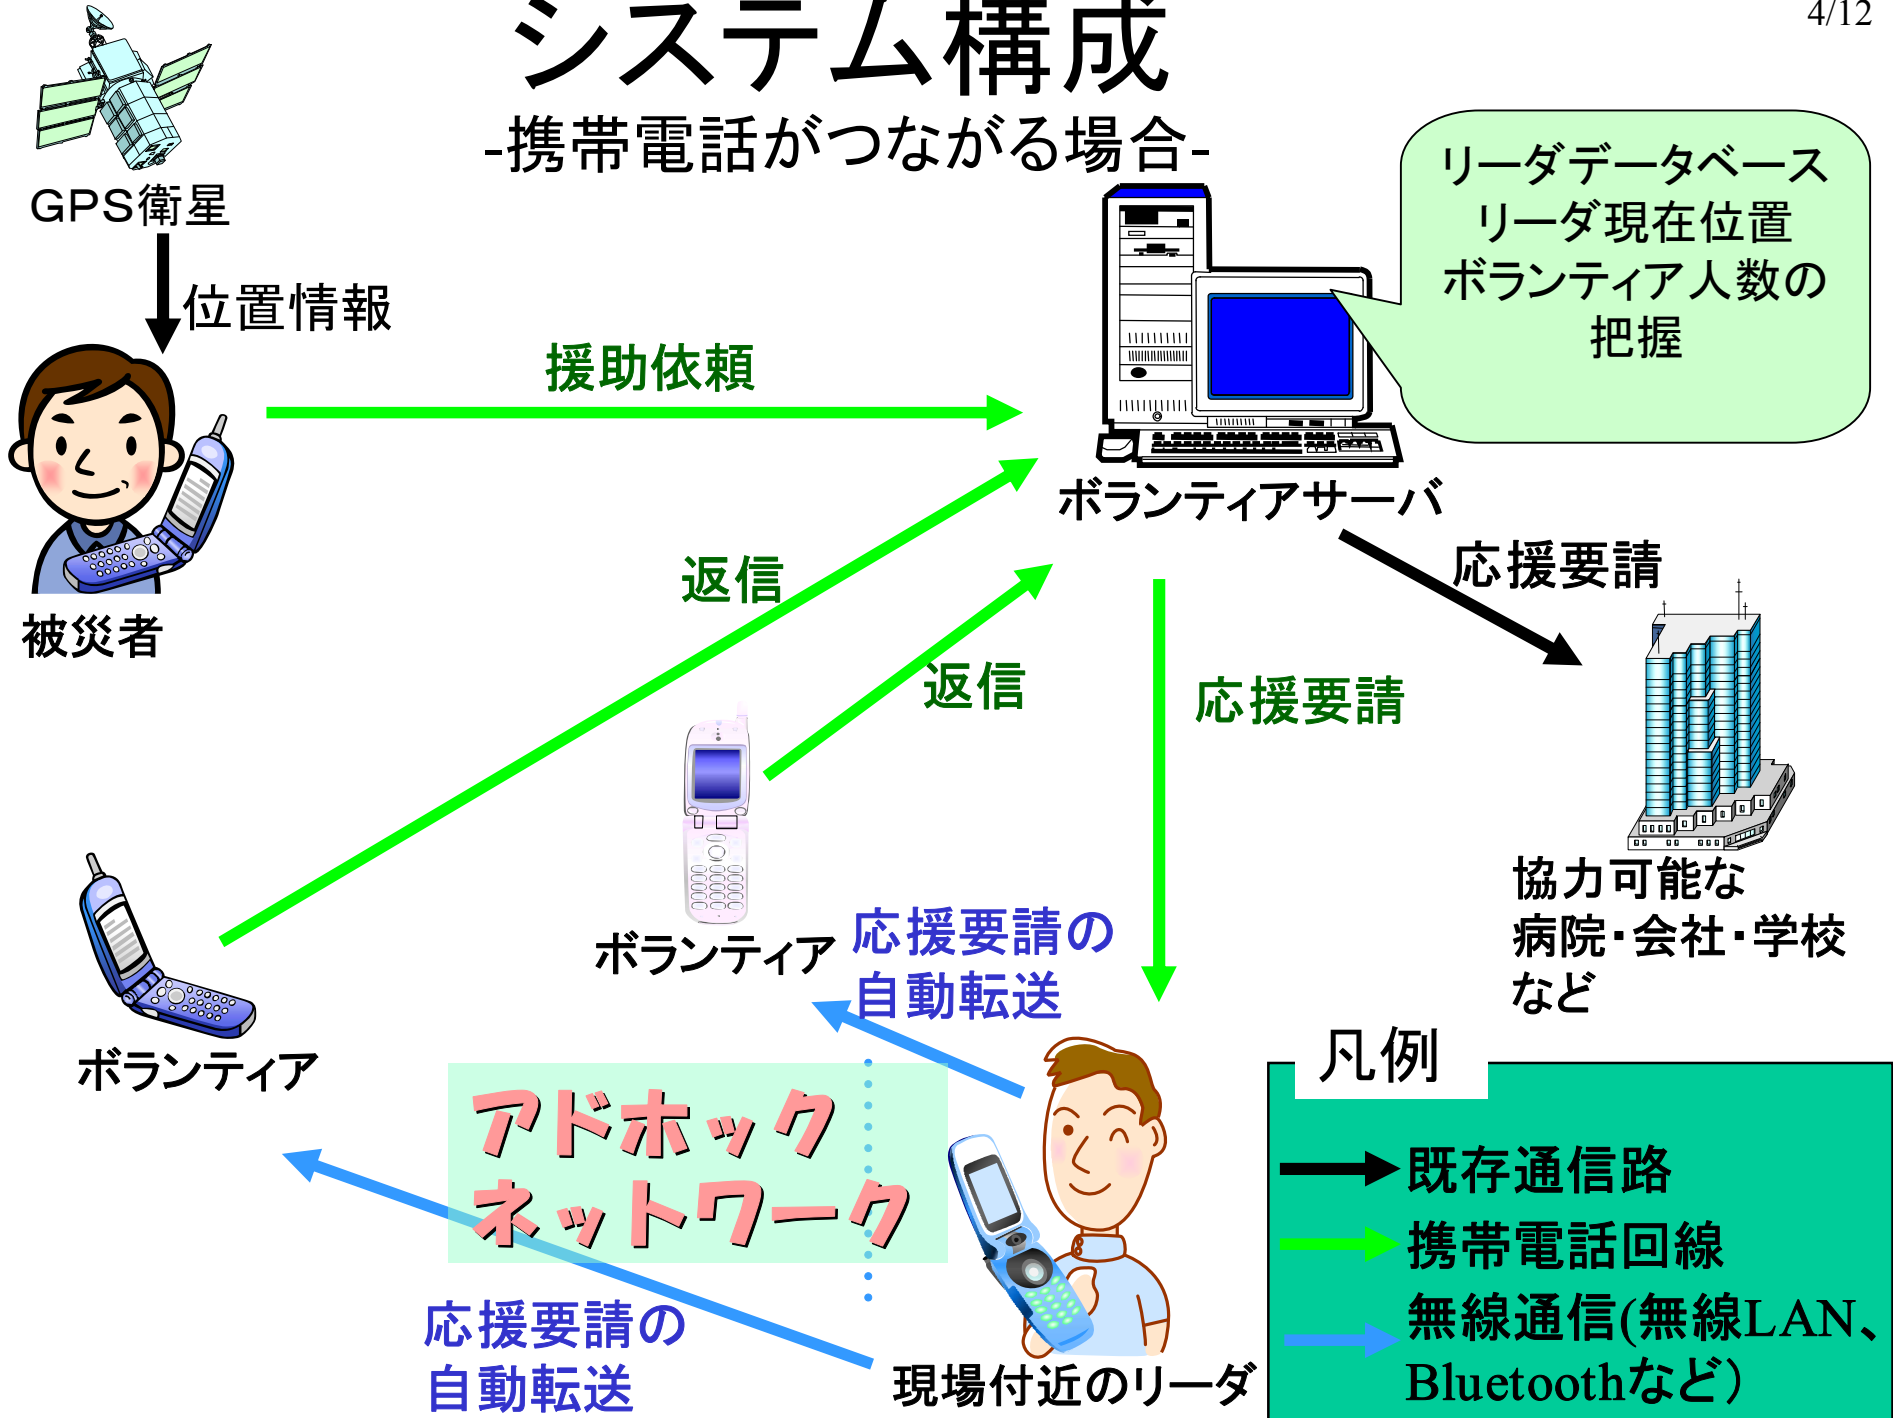 4/12
システム構成
-携帯電話がつながる場合-
GPS衛星
位置情報
リーダデータベース
リーダ現在位置
ボランティア人数の
把握
援助依頼
ボランティアサーバ
被災者
返信
返信
応援要請
応援要請
協力可能な
病院・会社・学校
など
ボランティア
ボランティア
応援要請の
自動転送
アドホック
ネットワーク
応援要請の
自動転送
現場付近のリーダ
凡例
既存通信路
携帯電話回線
無線通信(無線LAN、
Bluetoothなど)